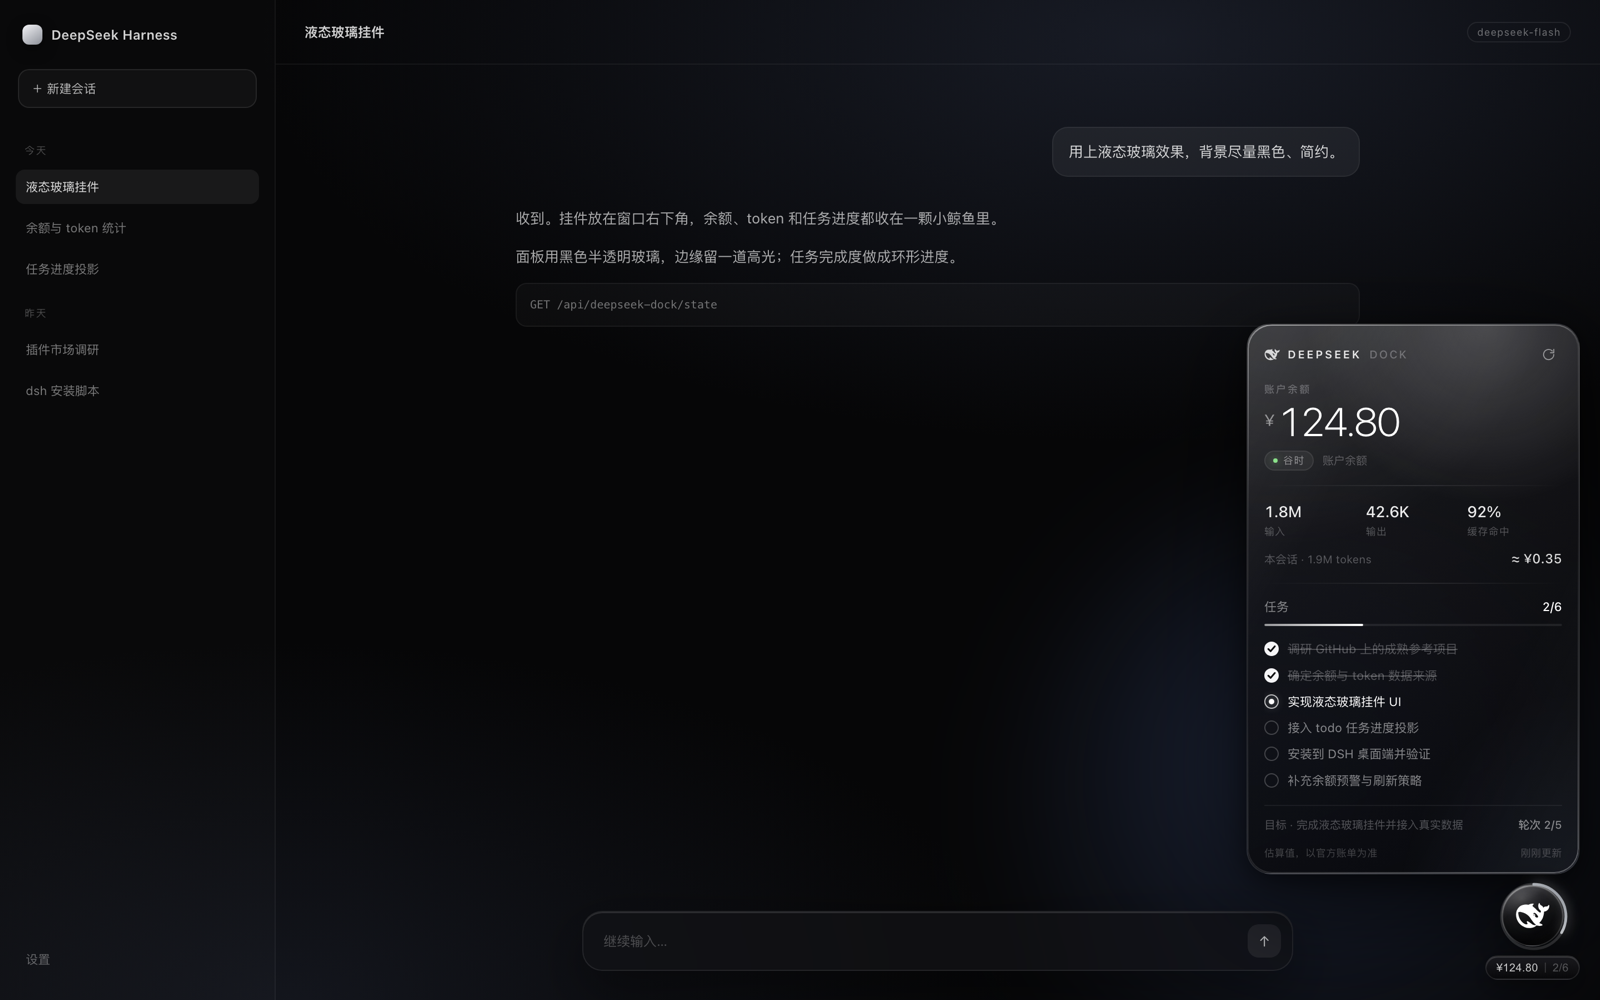 DeepSeek Harness
+ 新建会话
今天
液态玻璃挂件
余额与 token 统计
任务进度投影
昨天
插件市场调研
dsh 安装脚本
设置
液态玻璃挂件
deepseek-flash
用上液态玻璃效果，背景尽量黑色、简约。
收到。挂件放在窗口右下角，余额、token 和任务进度都收在一颗小鲸鱼里。
面板用黑色半透明玻璃，边缘留一道高光；任务完成度做成环形进度。
GET /api/deepseek-dock/state
DEEPSEEK DOCK
账户余额
¥ 124.80
谷时 账户余额
1.8M 42.6K 92%
输入 输出 缓存命中
本会话 · 1.9M tokens ≈ ¥0.35
任务 2/6
调研 GitHub 上的成熟参考项目
确定余额与 token 数据来源
实现液态玻璃挂件 UI
接入 todo 任务进度投影
安装到 DSH 桌面端并验证
补充余额预警与刷新策略
目标 · 完成液态玻璃挂件并接入真实数据 轮次 2/5
估算值，以官方账单为准 刚刚更新
继续输入...
¥124.80 | 2/6